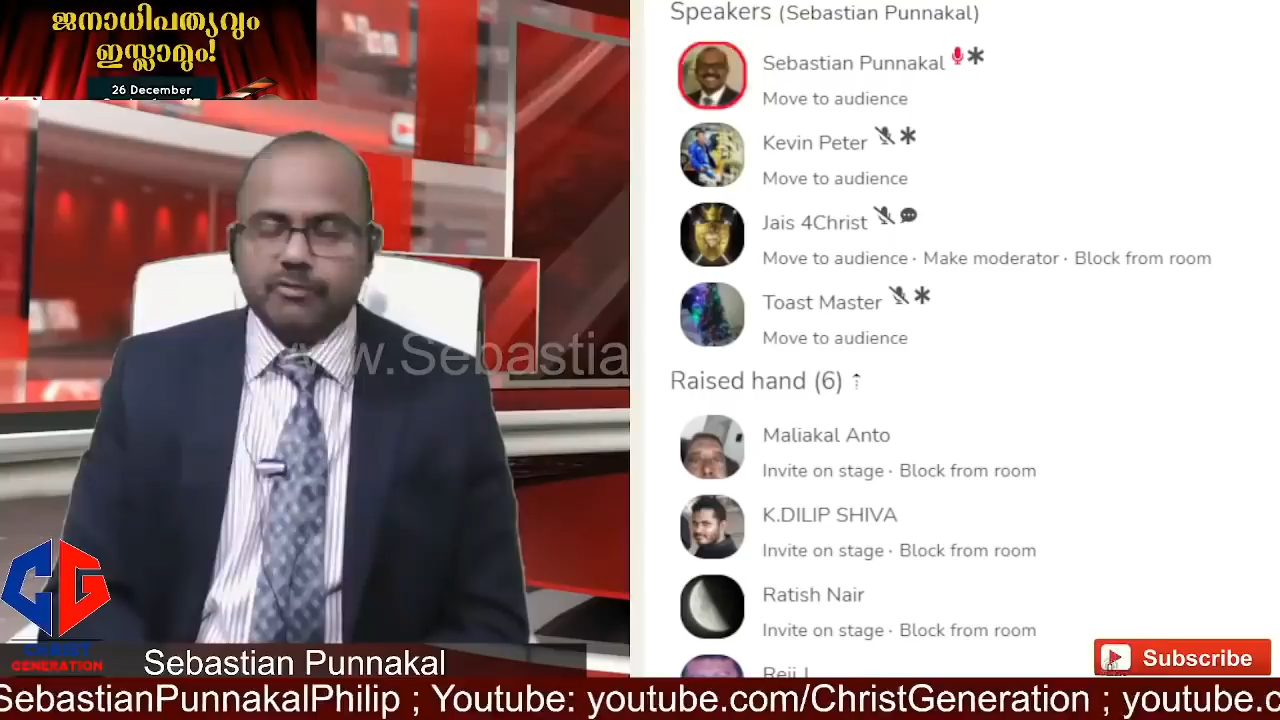 ജനാധിപത്യവും
ഇസ്ലാമും!
26 December
www.Sebastia
CHRIST
GENERATION
Sebastian Punnakal
Speakers (Sebastian Punnakal)
Sebastian Punnakal
Move to audience
Kevin Peter
Move to audience
Jais 4Christ
Move to audience · Make moderator · Block from room
Toast Master
Move to audience
Raised hand (6)
Maliakal Anto
Invite on stage · Block from room
K.DILIP SHIVA
Invite on stage · Block from room
Ratish Nair
Invite on stage · Block from room
Subscribe
SebastianPunnakalPhilip ; Youtube: youtube.com/ChristGeneration ; youtube.c